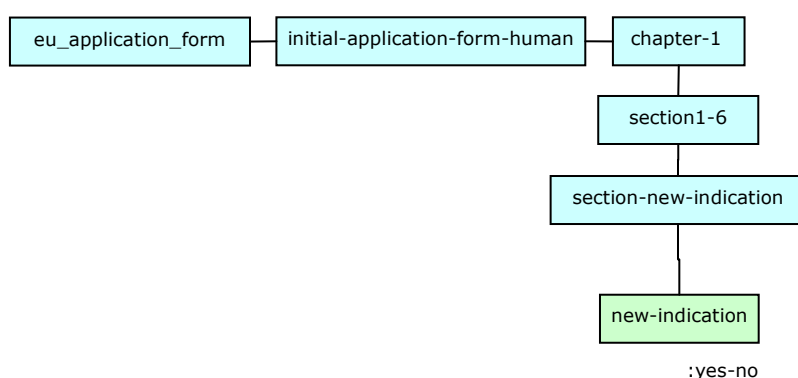 eu_application_form
initial-application-form-human
chapter-1
section1-6
section-new-indication
new-indication
:yes-no